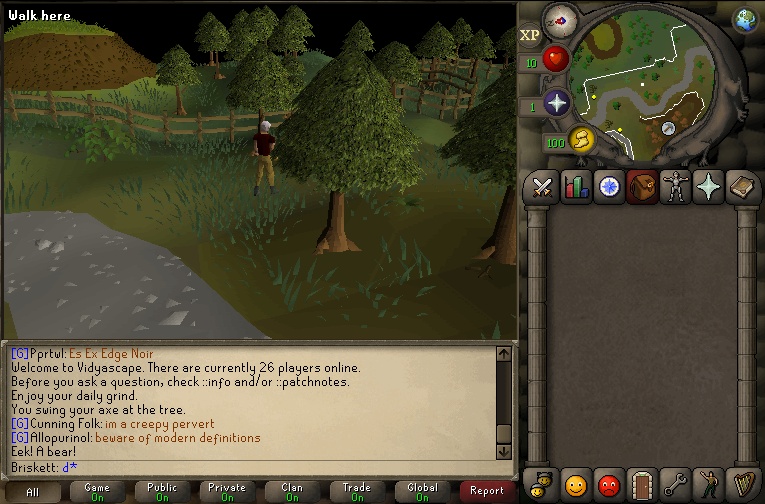 Walk here
XP
10
1
100
[G]Pprtwl: Es Ex Edge Noir
Welcome to Vidyascape. There are currently 26 players online.
Before you ask a question, check ::info and/or ::patchnotes.
Enjoy your daily grind.
You swing your axe at the tree.
[G]Cunning Folk: im a creepy pervert
[G]Allopurinol: beware of modern definitions
Eek! A bear!
Briskett: d*
All
Game
On
Public
On
Private
On
Clan
On
Trade
On
Global
On
Report